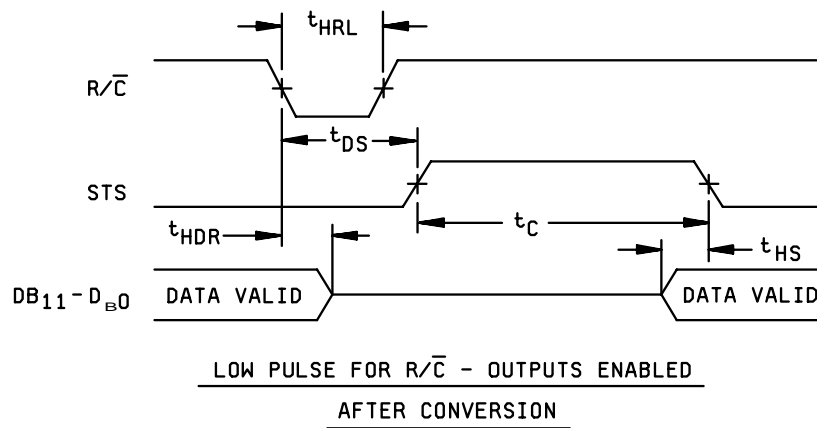 tHRL
R/C̅
tDS
STS
tHDR
tC
tHS
DB11-DB0
DATA VALID
DATA VALID
LOW PULSE FOR R/C̅ - OUTPUTS ENABLED
AFTER CONVERSION